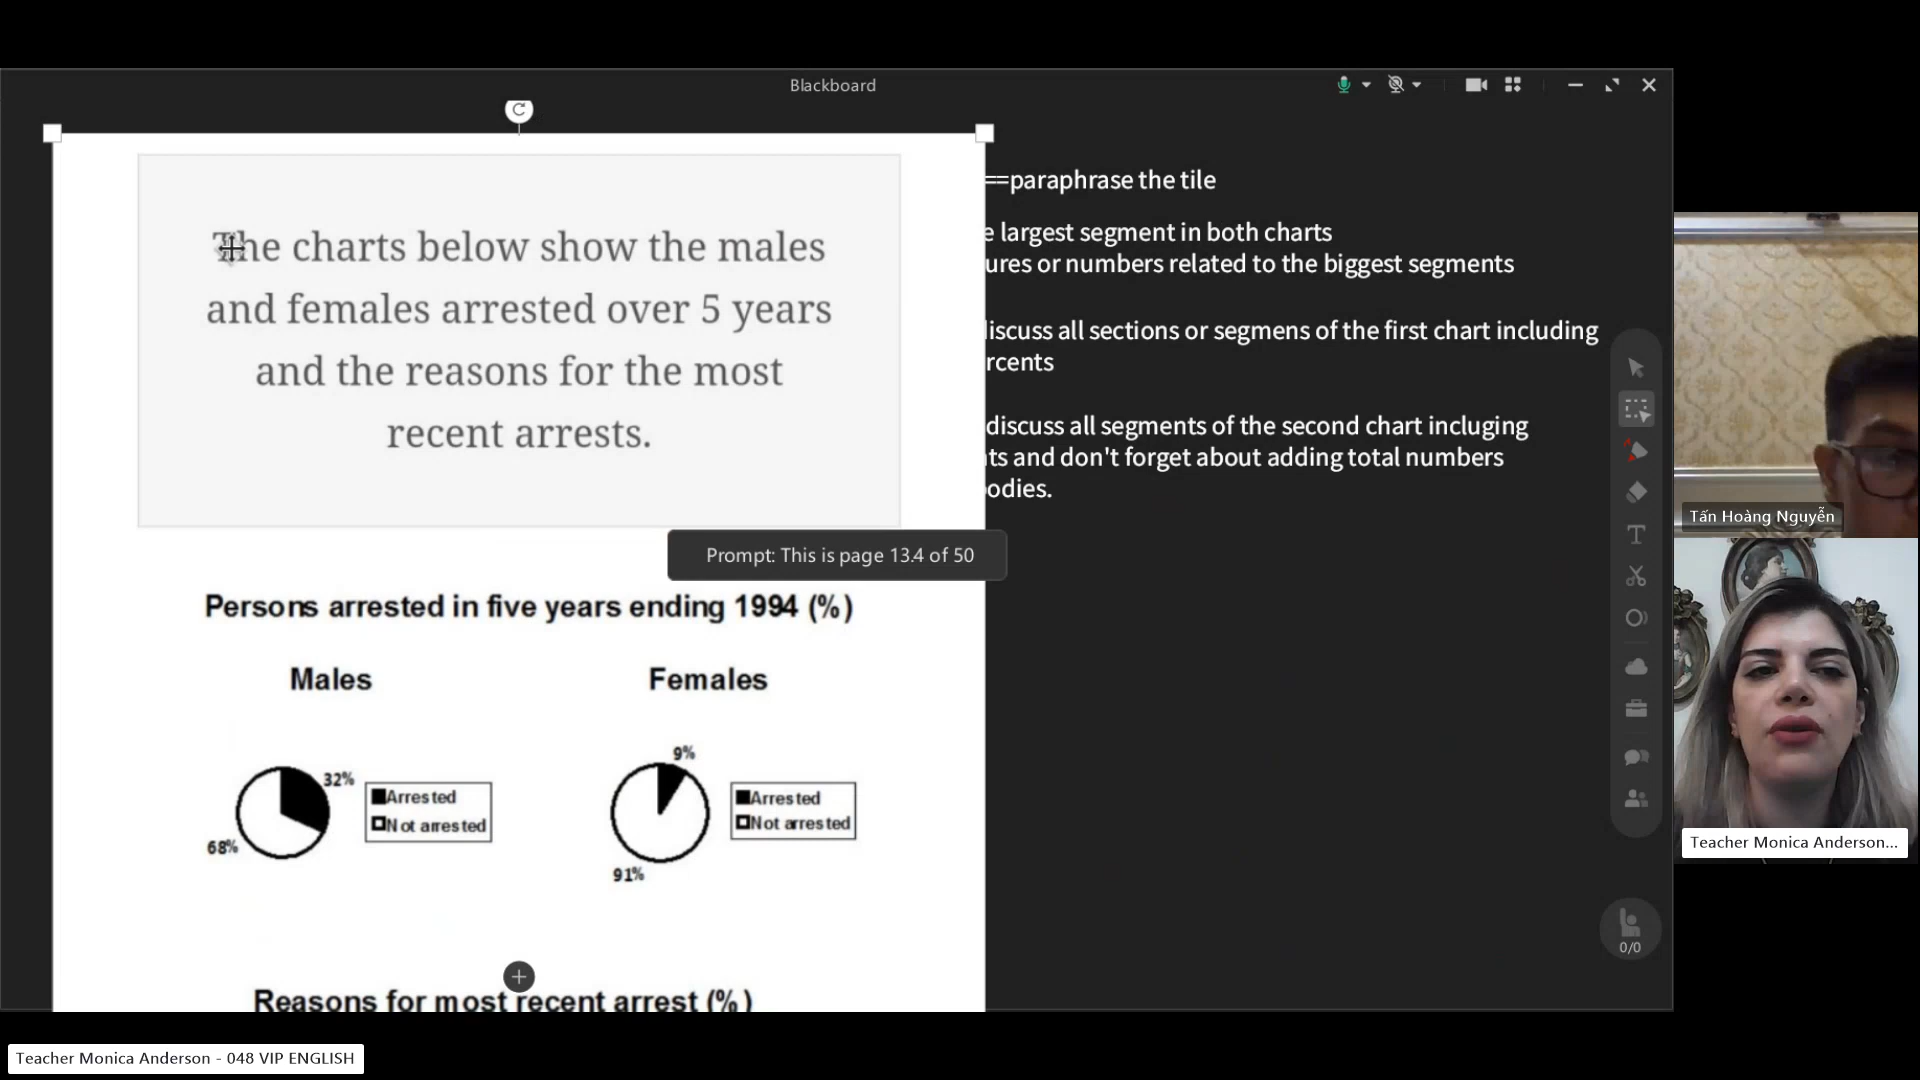 Blackboard
The charts below show the males
and females arrested over 5 years
and the reasons for the most
recent arrests.
==paraphrase the tile
e largest segment in both charts
ures or numbers related to the biggest segments
discuss all sections or segmens of the first chart including
rcents
discuss all segments of the second chart incluging
nts and don't forget about adding total numbers
odies.
Prompt: This is page 13.4 of 50
Persons arrested in five years ending 1994 (%)
Males
Females
32%
68%
Arrested
Not arrested
9%
91%
Arrested
Not arrested
Reasons for most recent arrest (%)
0/0
Tấn Hoàng Nguyễn
Teacher Monica Anderson...
Teacher Monica Anderson - 048 VIP ENGLISH